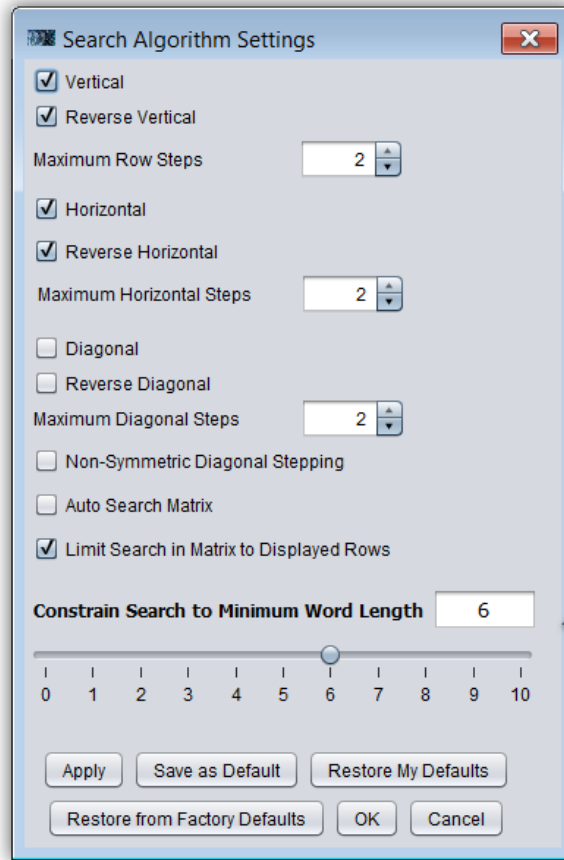 Search Algorithm Settings
Vertical
Reverse Vertical
Maximum Row Steps 2
Horizontal
Reverse Horizontal
Maximum Horizontal Steps 2
Diagonal
Reverse Diagonal
Maximum Diagonal Steps 2
Non-Symmetric Diagonal Stepping
Auto Search Matrix
Limit Search in Matrix to Displayed Rows
Constrain Search to Minimum Word Length 6
0 1 2 3 4 5 6 7 8 9 10
Apply Save as Default Restore My Defaults
Restore from Factory Defaults OK Cancel